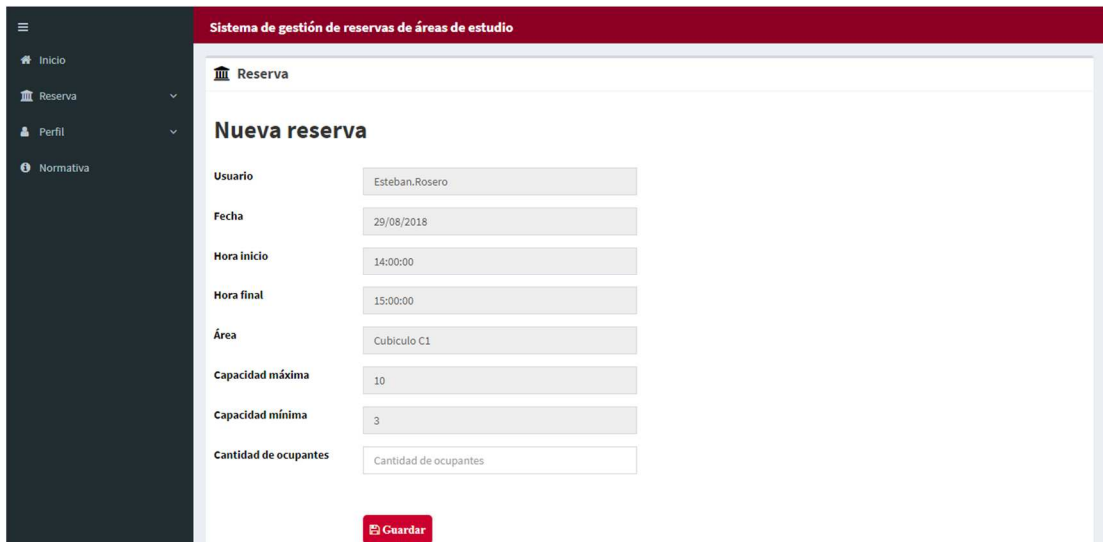 Sistema de gestión de reservas de áreas de estudio
Inicio
Reserva
Perfil
Normativa
Reserva
Nueva reserva
Usuario
Esteban.Rosero
Fecha
29/08/2018
Hora inicio
14:00:00
Hora final
15:00:00
Área
Cubiculo C1
Capacidad máxima
10
Capacidad mínima
3
Cantidad de ocupantes
Cantidad de ocupantes
Guardar